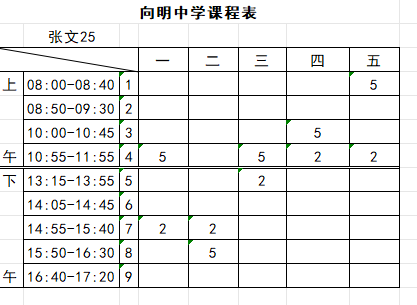 向明中学课程表
张文25
一 二 三 四 五
上 08:00-08:40 1 5
08:50-09:30 2
10:00-10:45 3 5
午 10:55-11:55 4 5 5 2 2
下 13:15-13:55 5 2
14:05-14:45 6
14:55-15:40 7 2 2
15:50-16:30 8 5
午 16:40-17:20 9